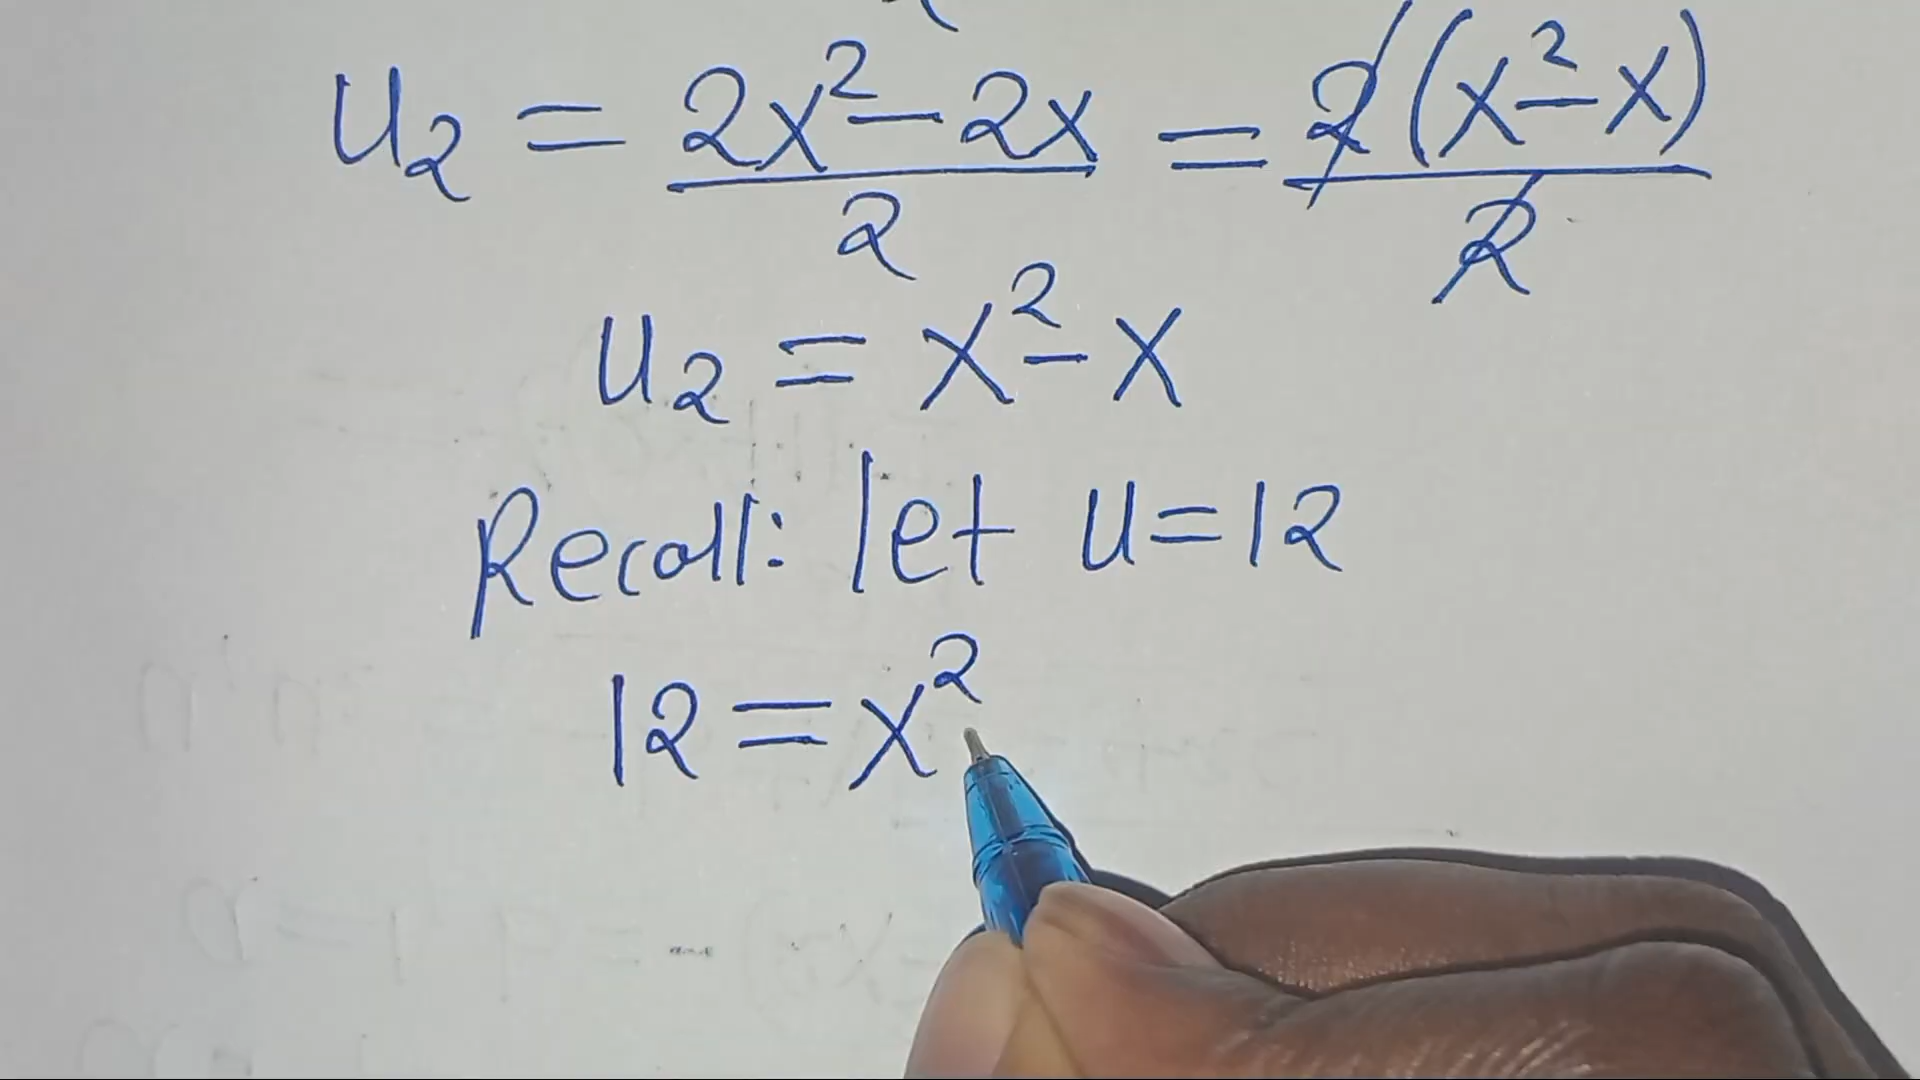 u₂ = 2x² - 2x / 2 = 2(x² - x) / 2
u₂ = x² - x
Recall: let u = 12
12 = x²